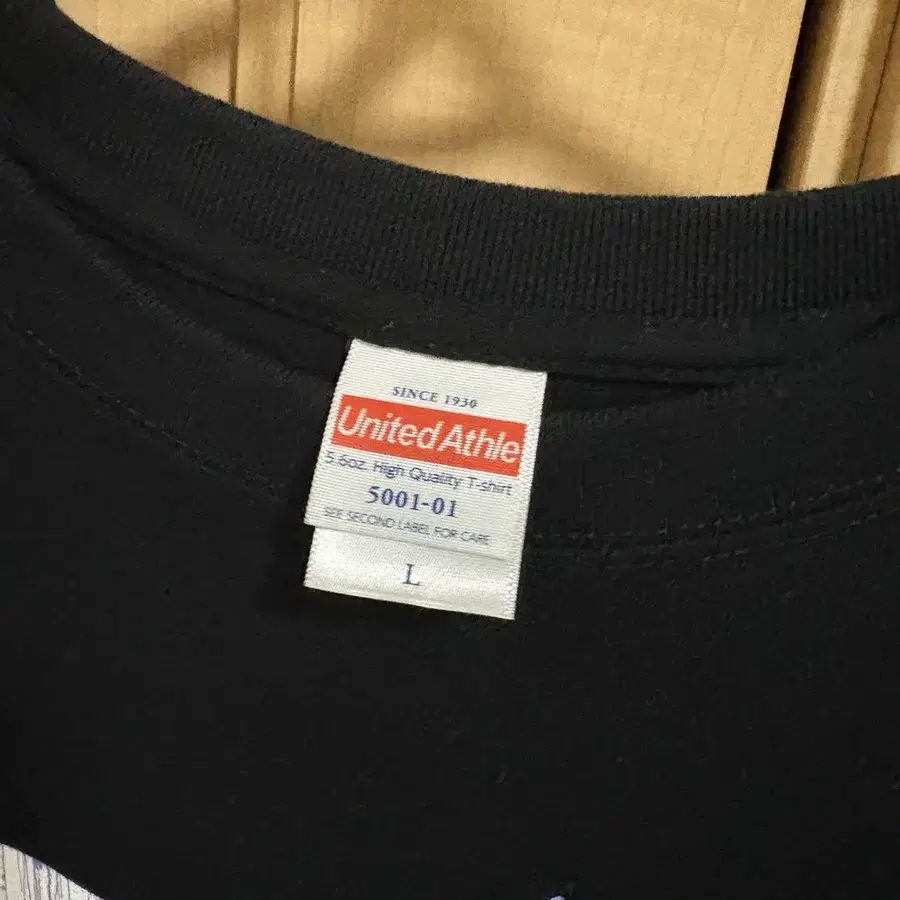 SINCE 1930
United Athle
5.6oz. High Quality T-shirt
5001-01
SEE SECOND LABEL FOR CARE
L